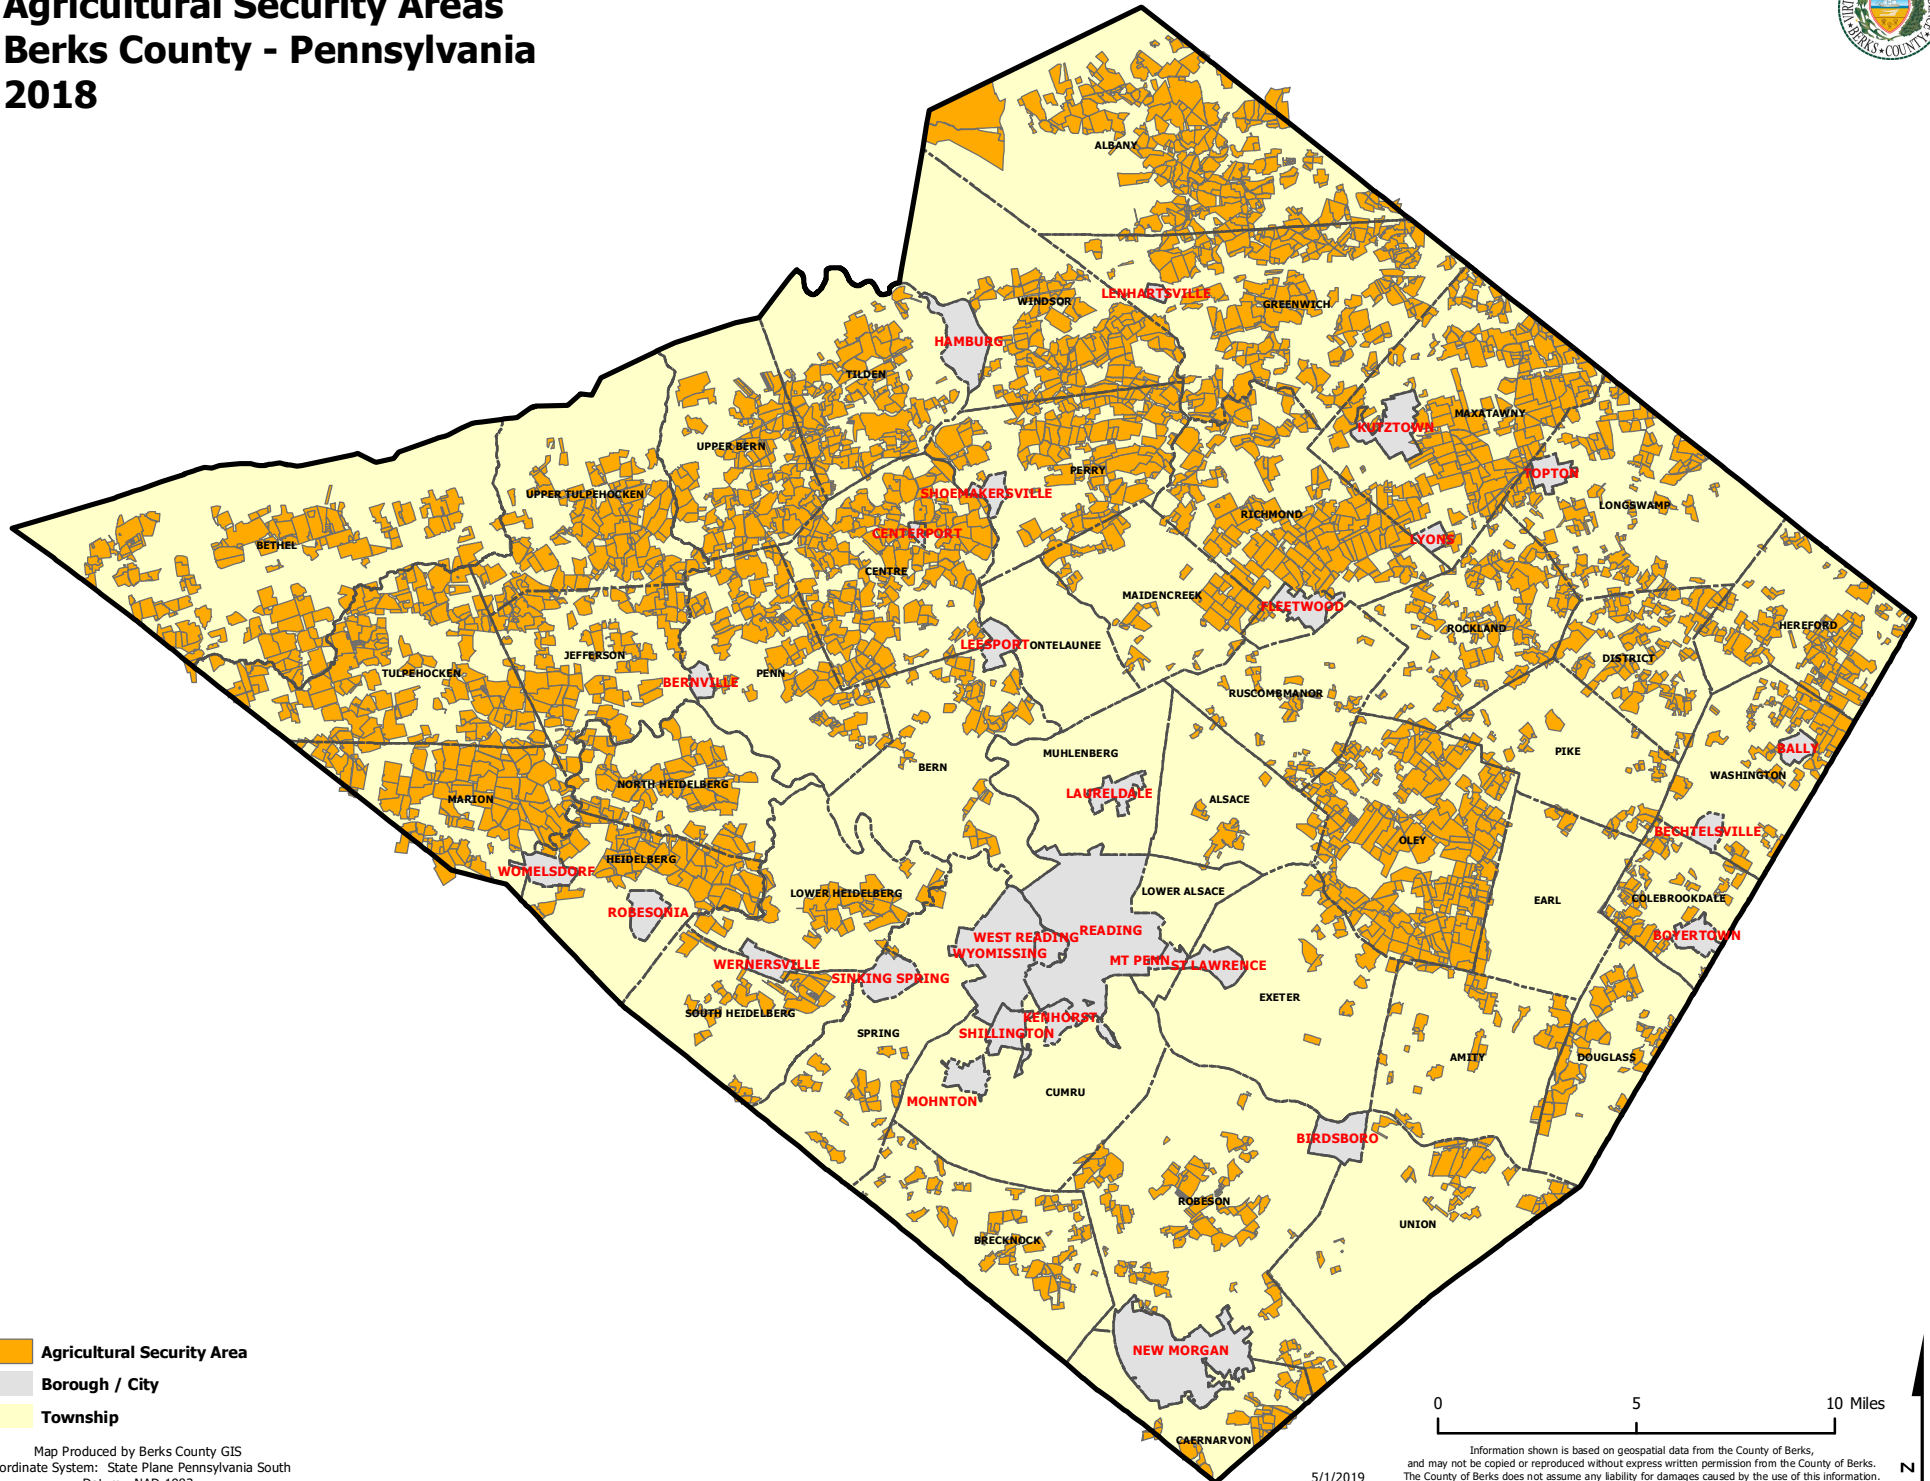 Agricultural Security Areas
Berks County - Pennsylvania
2018
BERKS COUNTY
ALBANY
WINDSOR
LENHARTSVILLE
GREENWICH
HAMBURG
TILDEN
MAXATAWNY
KUTZTOWN
UPPER BERN
PERRY
TOPTON
UPPER TULPEHOCKEN
SHOEMAKERSVILLE
LONGSWAMP
RICHMOND
CENTERPORT
LYONS
BETHEL
CENTRE
MAIDENCREEK
FLEETWOOD
HEREFORD
ROCKLAND
LEESPORT
ONTELAUNEE
JEFFERSON
DISTRICT
TULPEHOCKEN
PENN
BERNVILLE
RUSCOMBMANOR
MUHLENBERG
PIKE
BALLY
BERN
WASHINGTON
NORTH HEIDELBERG
LAURELDALE
MARION
ALSACE
BECHTELSVILLE
OLEY
HEIDELBERG
WOMELSDORF
LOWER HEIDELBERG
LOWER ALSACE
EARL
COLEBROOKDALE
ROBESONIA
READING
WEST READING
BOYERTOWN
WYOMISSING
MT PENN
ST LAWRENCE
WERNERSVILLE
SINKING SPRING
EXETER
SOUTH HEIDELBERG
KENHORST
SPRING
SHILLINGTON
AMITY
DOUGLASS
CUMRU
MOHNTON
BIRDSBORO
ROBESON
UNION
BRECKNOCK
NEW MORGAN
CAERNARVON
Agricultural Security Area
Borough / City
Township
Map Produced by Berks County GIS
ordinate System: State Plane Pennsylvania South
0 5 10 Miles
Information shown is based on geospatial data from the County of Berks,
and may not be copied or reproduced without express written permission from the County of Berks.
5/1/2019
The County of Berks does not assume any liability for damages caused by the use of this information.
N